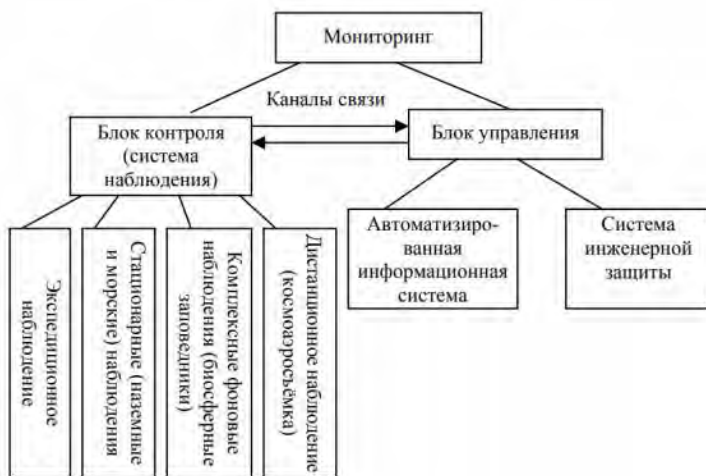 Мониторинг
Каналы связи
Блок контроля
(система
наблюдения)
Блок управления
Автоматизиро-
ванная
информационная
система
Система
инженерной
защиты
Экспедиционное
наблюдение
Стационарные (наземные
и морские) наблюдения
Комплексные фоновые
наблюдения (биосферные
заповедники)
Дистанционное наблюдение
(космоаэросъёмка)